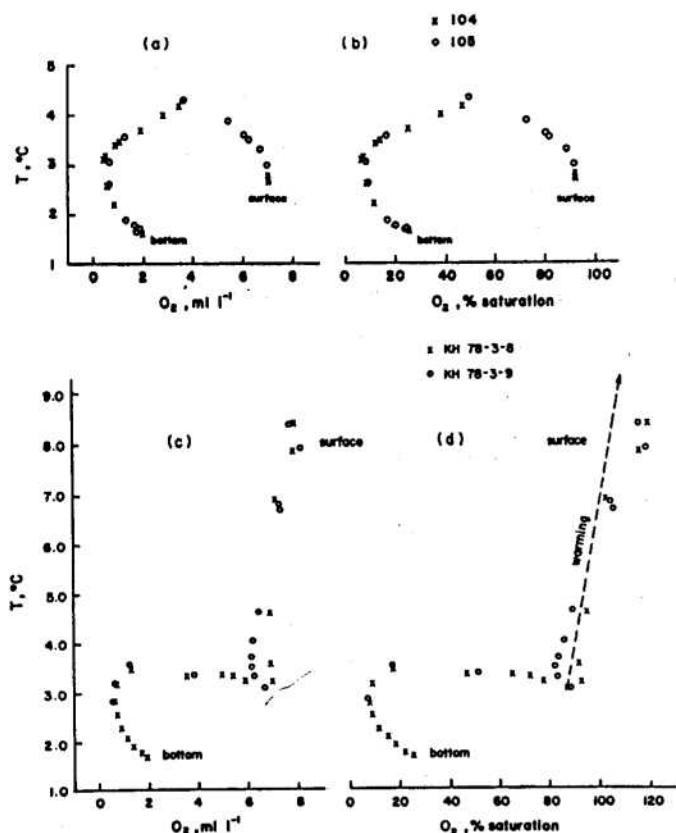 (a)
(b)
x 104
o 105
5
4
3
2
1
T, °C
surface
bottom
0 2 4 6 8
O₂, ml l⁻¹
surface
bottom
0 20 40 60 80 100
O₂, % saturation
x KH 78-3-8
o KH 78-3-9
9.0
8.0
7.0
6.0
5.0
4.0
3.0
2.0
1.0
T, °C
(c)
surface
bottom
0 2 4 6 8
O₂, ml l⁻¹
(d)
surface
warming
bottom
0 20 40 60 80 100 120
O₂, % saturation